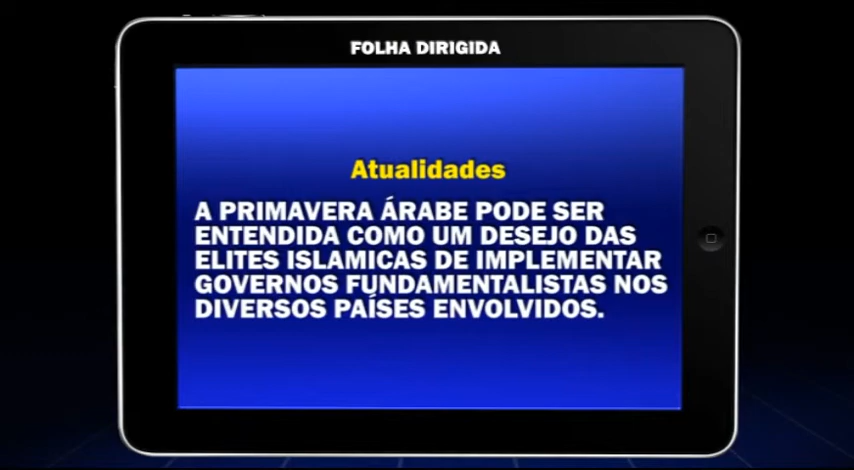 FOLHA DIRIGIDA
Atualidades
A PRIMAVERA ÁRABE PODE SER
ENTENDIDA COMO UM DESEJO DAS
ELITES ISLAMICAS DE IMPLEMENTAR
GOVERNOS FUNDAMENTALISTAS NOS
DIVERSOS PAÍSES ENVOLVIDOS.